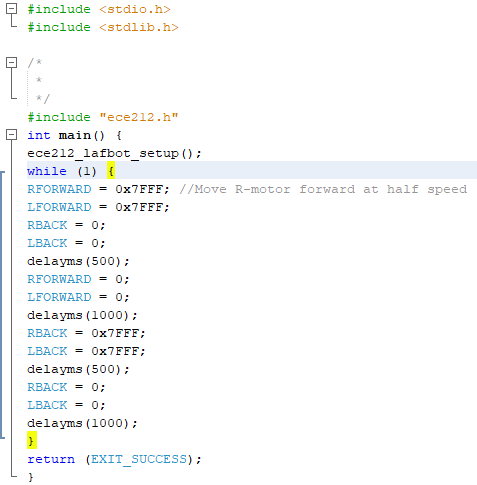 #include <stdio.h>
#include <stdlib.h>
/*
*
*/
#include "ece212.h"
int main() {
ece212_lafbot_setup();
while (1) {
RFORWARD = 0x7FFF; //Move R-motor forward at half speed
LFORWARD = 0x7FFF;
RBACK = 0;
LBACK = 0;
delayms(500);
RFORWARD = 0;
LFORWARD = 0;
delayms(1000);
RBACK = 0x7FFF;
LBACK = 0x7FFF;
delayms(500);
RBACK = 0;
LBACK = 0;
delayms(1000);
}
return (EXIT_SUCCESS);
}